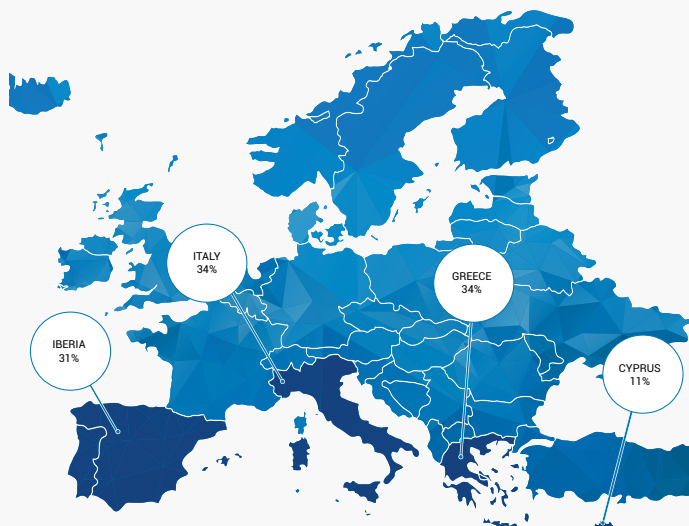 ITALY
34%
GREECE
34%
IBERIA
31%
CYPRUS
11%